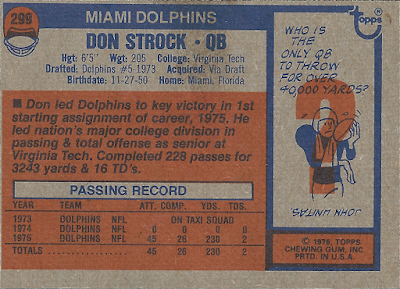 299
MIAMI DOLPHINS
DON STROCK · QB
Hgt: 6'5" Wgt: 205 College: Virginia Tech
Drafted: Dolphins #5-1973 Acquired: Via Draft
Birthdate: 11-27-50 Home: Miami, Florida
■ Don led Dolphins to key victory in 1st
starting assignment of career, 1975. He
led nation's major college division in
passing & total offense as senior at
Virginia Tech. Completed 228 passes for
3243 yards & 16 TD's.
PASSING RECORD
YEAR TEAM ATT. COMP. YDS. TD'S
1973 DOLPHINS NFL ON TAXI SQUAD
1974 DOLPHINS NFL 0 0 0 0
1975 DOLPHINS NFL 45 26 230 2
TOTALS 45 26 230 2
topps
WHO IS
THE
ONLY QB
TO THROW
FOR OVER
40,000 YARDS?
JOHN UNITAS
© 1976, TOPPS
CHEWING GUM, INC
PRTD. IN U.S.A.